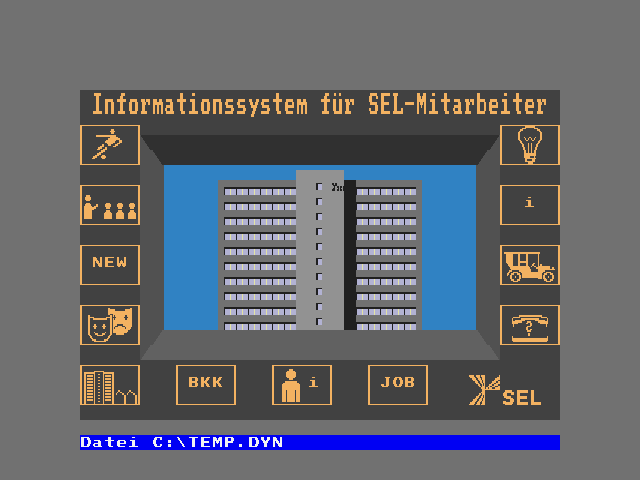 Informationssystem für SEL-Mitarbeiter
i
NEW
?
BKK
i
JOB
SEL
Datei C:\TEMP.DYN